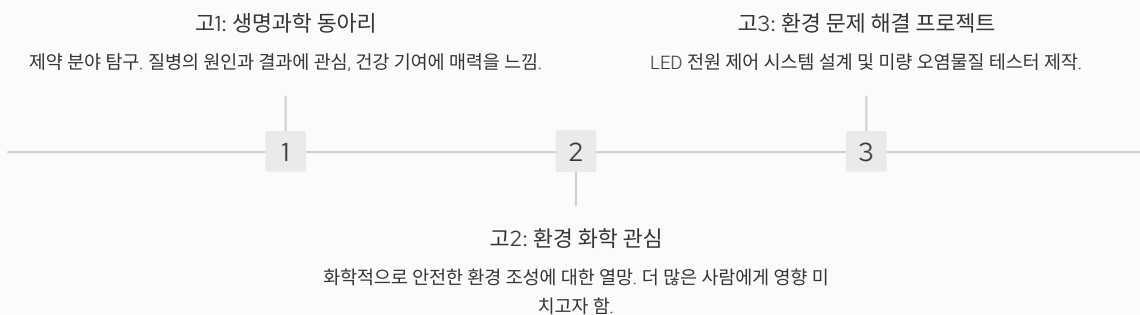 고1: 생명과학 동아리
제약 분야 탐구. 질병의 원인과 결과에 관심, 건강 기여에 매력을 느낌.
고3: 환경 문제 해결 프로젝트
LED 전원 제어 시스템 설계 및 미량 오염물질 테스터 제작.
1
2
3
고2: 환경 화학 관심
화학적으로 안전한 환경 조성에 대한 열망. 더 많은 사람에게 영향 미
치고자 함.